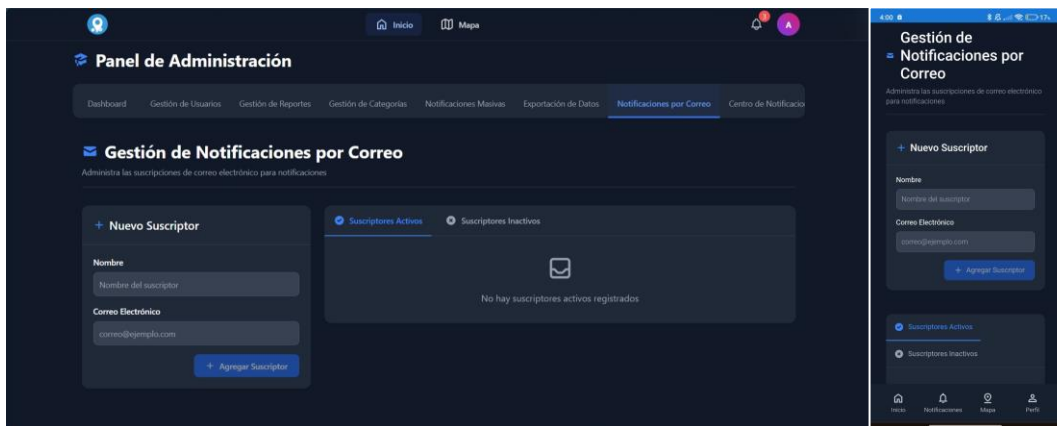 Inicio
Mapa
3
A
Panel de Administración
Dashboard
Gestión de Usuarios
Gestión de Reportes
Gestión de Categorías
Notificaciones Masivas
Exportación de Datos
Notificaciones por Correo
Centro de Notificacio
Gestión de Notificaciones por Correo
Administra las suscripciones de correo electrónico para notificaciones
+ Nuevo Suscriptor
Nombre
Nombre del suscriptor
Correo Electrónico
correo@ejemplo.com
+ Agregar Suscriptor
Suscriptores Activos
Suscriptores Inactivos
No hay suscriptores activos registrados
4:00
17%
Gestión de
Notificaciones por
Correo
Administra las suscripciones de correo electrónico
para notificaciones
+ Nuevo Suscriptor
Nombre
Nombre del suscriptor
Correo Electrónico
correo@ejemplo.com
+ Agregar Suscriptor
Suscriptores Activos
Suscriptores Inactivos
Inicio
Notificaciones
Mapa
Perfil